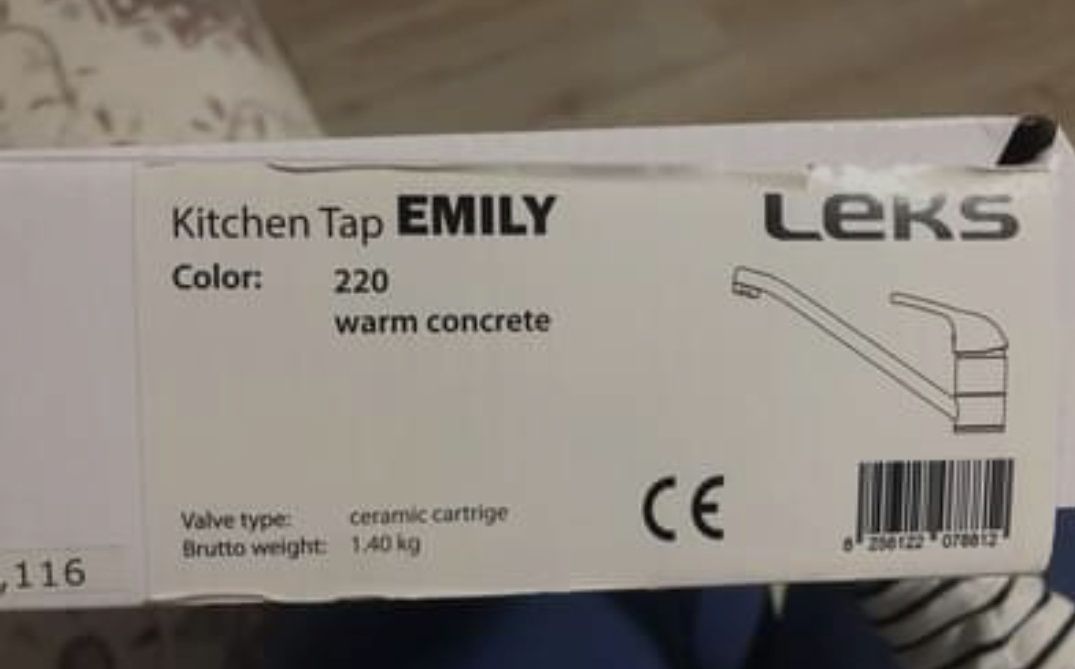 Kitchen Tap EMILY
Leks
Color: 220
warm concrete
Valve type: ceramic cartrige
Brutto weight: 1.40 kg
CE
,116